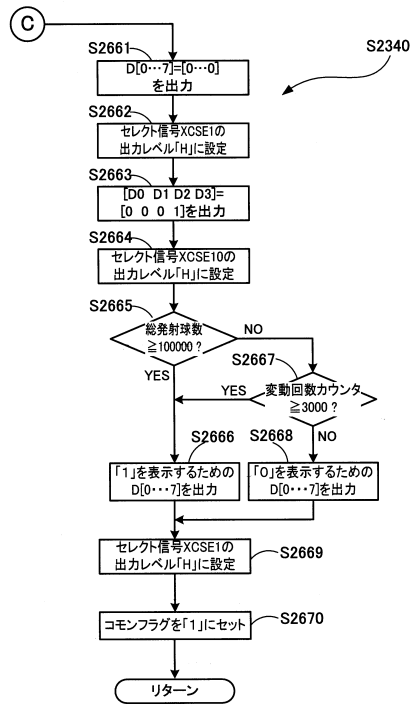 C
S2340
S2661
D[0…7]=[0…0]
を出力
S2662
セレクト信号XCSE1の
出力レベル「H」に設定
S2663
[D0 D1 D2 D3]=
[0 0 0 1]を出力
S2664
セレクト信号XCSE10の
出力レベル「H」に設定
S2665
総発射球数
≧100000?
NO
YES
S2667
変動回数カウンタ
≧3000?
YES
NO
S2666
「1」を表示するための
D[0…7]を出力
S2668
「0」を表示するための
D[0…7]を出力
S2669
セレクト信号XCSE1の
出力レベル「H」に設定
S2670
コモンフラグを「1」にセット
リターン